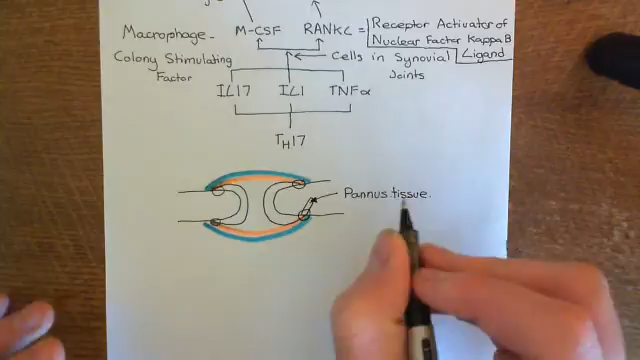 Macrophage - M-CSF RANKL = Receptor Activator of
Nuclear Factor Kappa B
Colony Stimulating Cells in Synovial Ligand
Factor Joints
IL17 IL1 TNFα
TH17
Pannus tissue.